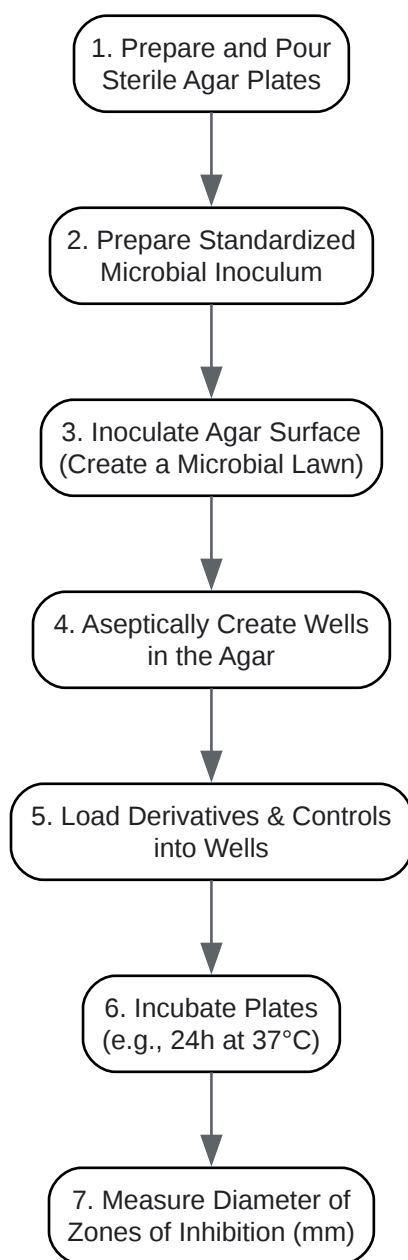 1. Prepare and Pour
Sterile Agar Plates
2. Prepare Standardized
Microbial Inoculum
3. Inoculate Agar Surface
(Create a Microbial Lawn)
4. Aseptically Create Wells
in the Agar
5. Load Derivatives & Controls
into Wells
6. Incubate Plates
(e.g., 24h at 37°C)
7. Measure Diameter of
Zones of Inhibition (mm)